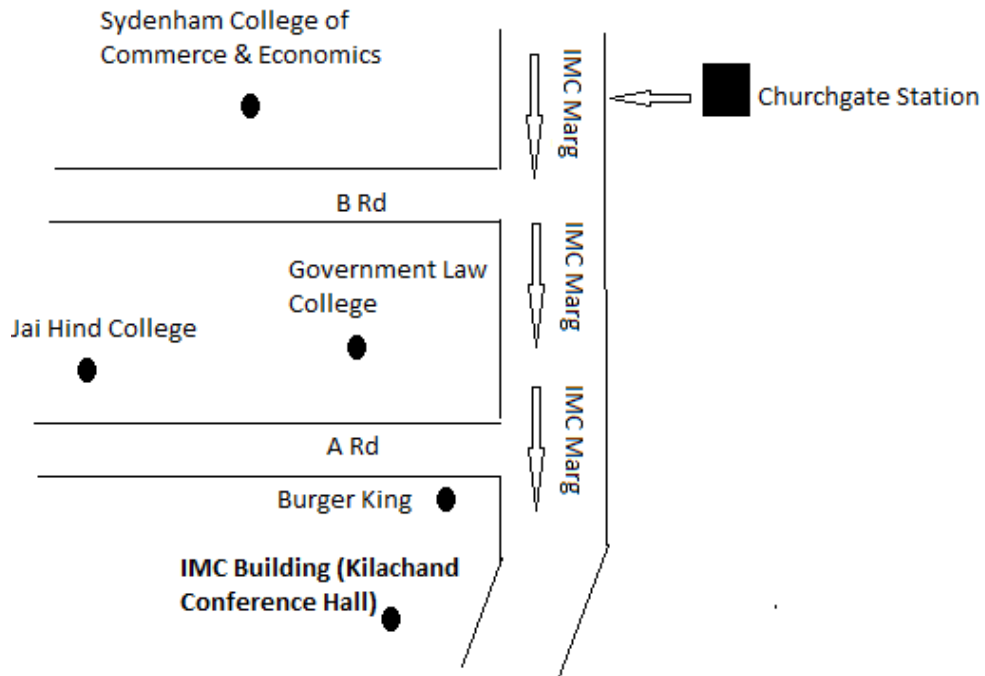 Sydenham College of
Commerce & Economics
IMC Marg
Churchgate Station
B Rd
IMC Marg
Government Law
College
Jai Hind College
IMC Marg
A Rd
Burger King
IMC Building (Kilachand
Conference Hall)